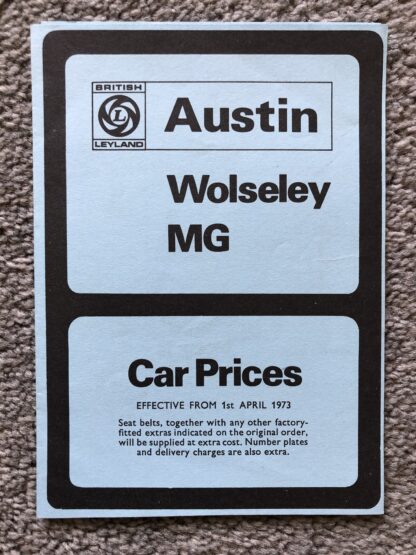 BRITISH
L
LEYLAND
Austin
Wolseley
MG
Car Prices
EFFECTIVE FROM 1st APRIL 1973
Seat belts, together with any other factory-
fitted extras indicated on the original order,
will be supplied at extra cost. Number plates
and delivery charges are also extra.